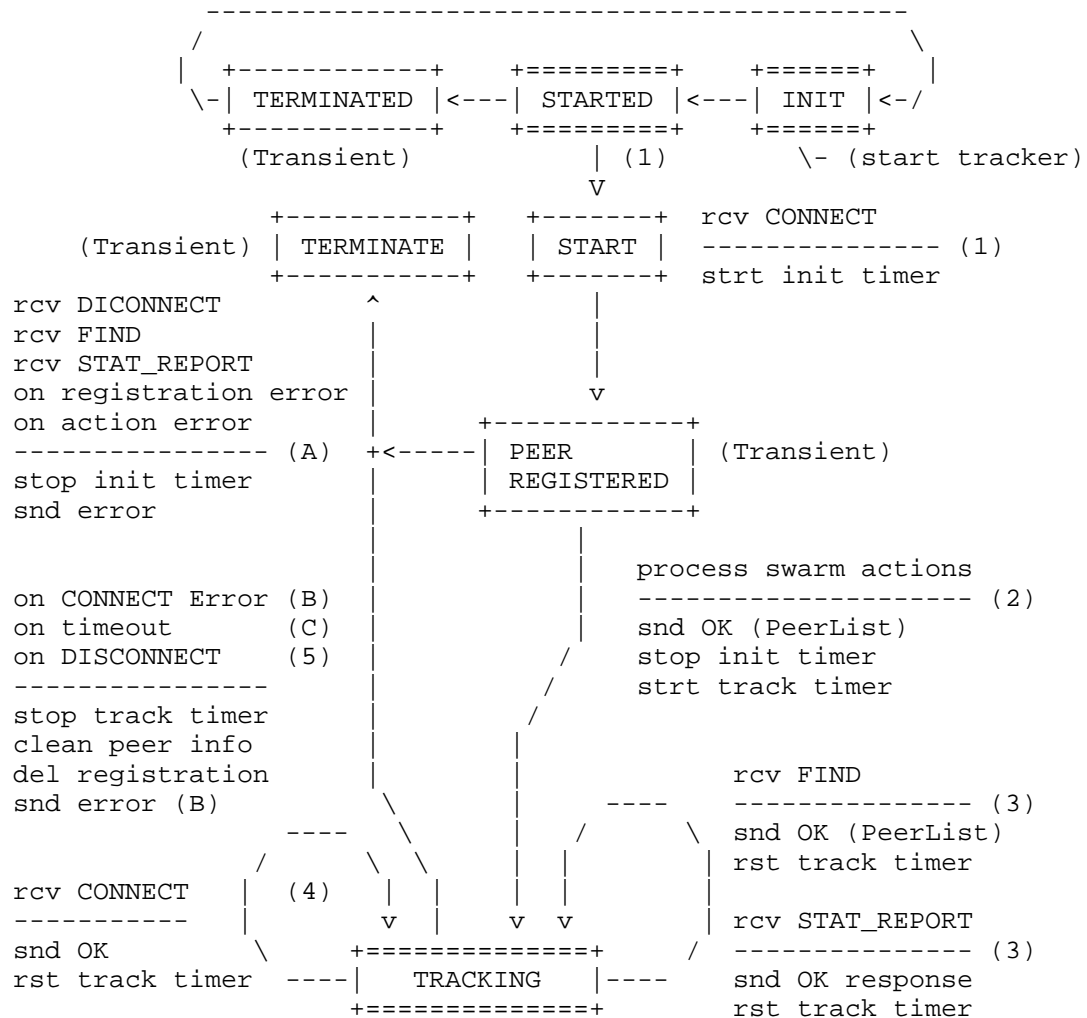 TERMINATED STARTED INIT
(Transient) (1) (start tracker)
rcv CONNECT
(Transient) TERMINATE START (1)
strt init timer
rcv DICONNECT
rcv FIND
rcv STAT_REPORT
on registration error
on action error
(A) PEER (Transient)
stop init timer REGISTERED
snd error
process swarm actions
on CONNECT Error (B) (2)
on timeout (C) snd OK (PeerList)
on DISCONNECT (5) stop init timer
strt track timer
stop track timer
clean peer info
del registration rcv FIND
snd error (B) (3)
snd OK (PeerList)
rst track timer
rcv CONNECT (4)
rcv STAT_REPORT
snd OK (3)
rst track timer TRACKING snd OK response
rst track timer